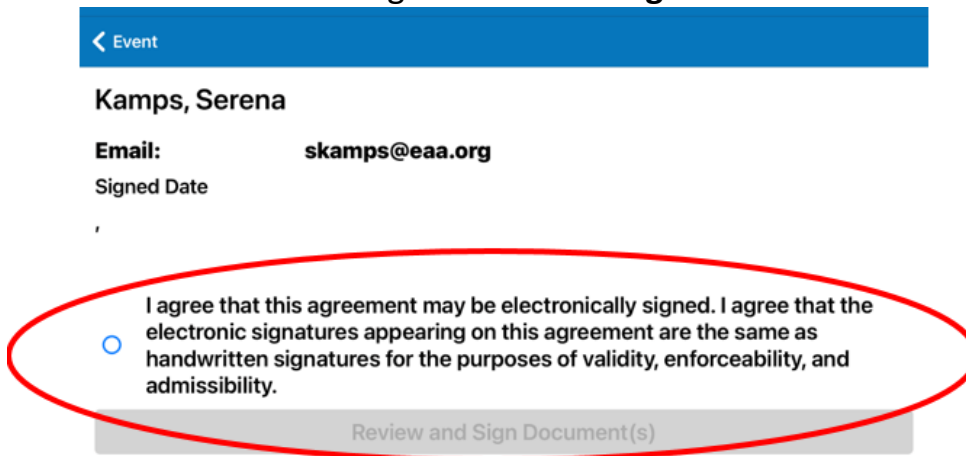 Event
Kamps, Serena
Email: skamps@eaa.org
Signed Date
,
I agree that this agreement may be electronically signed. I agree that the
electronic signatures appearing on this agreement are the same as
handwritten signatures for the purposes of validity, enforceability, and
admissibility.
Review and Sign Document(s)